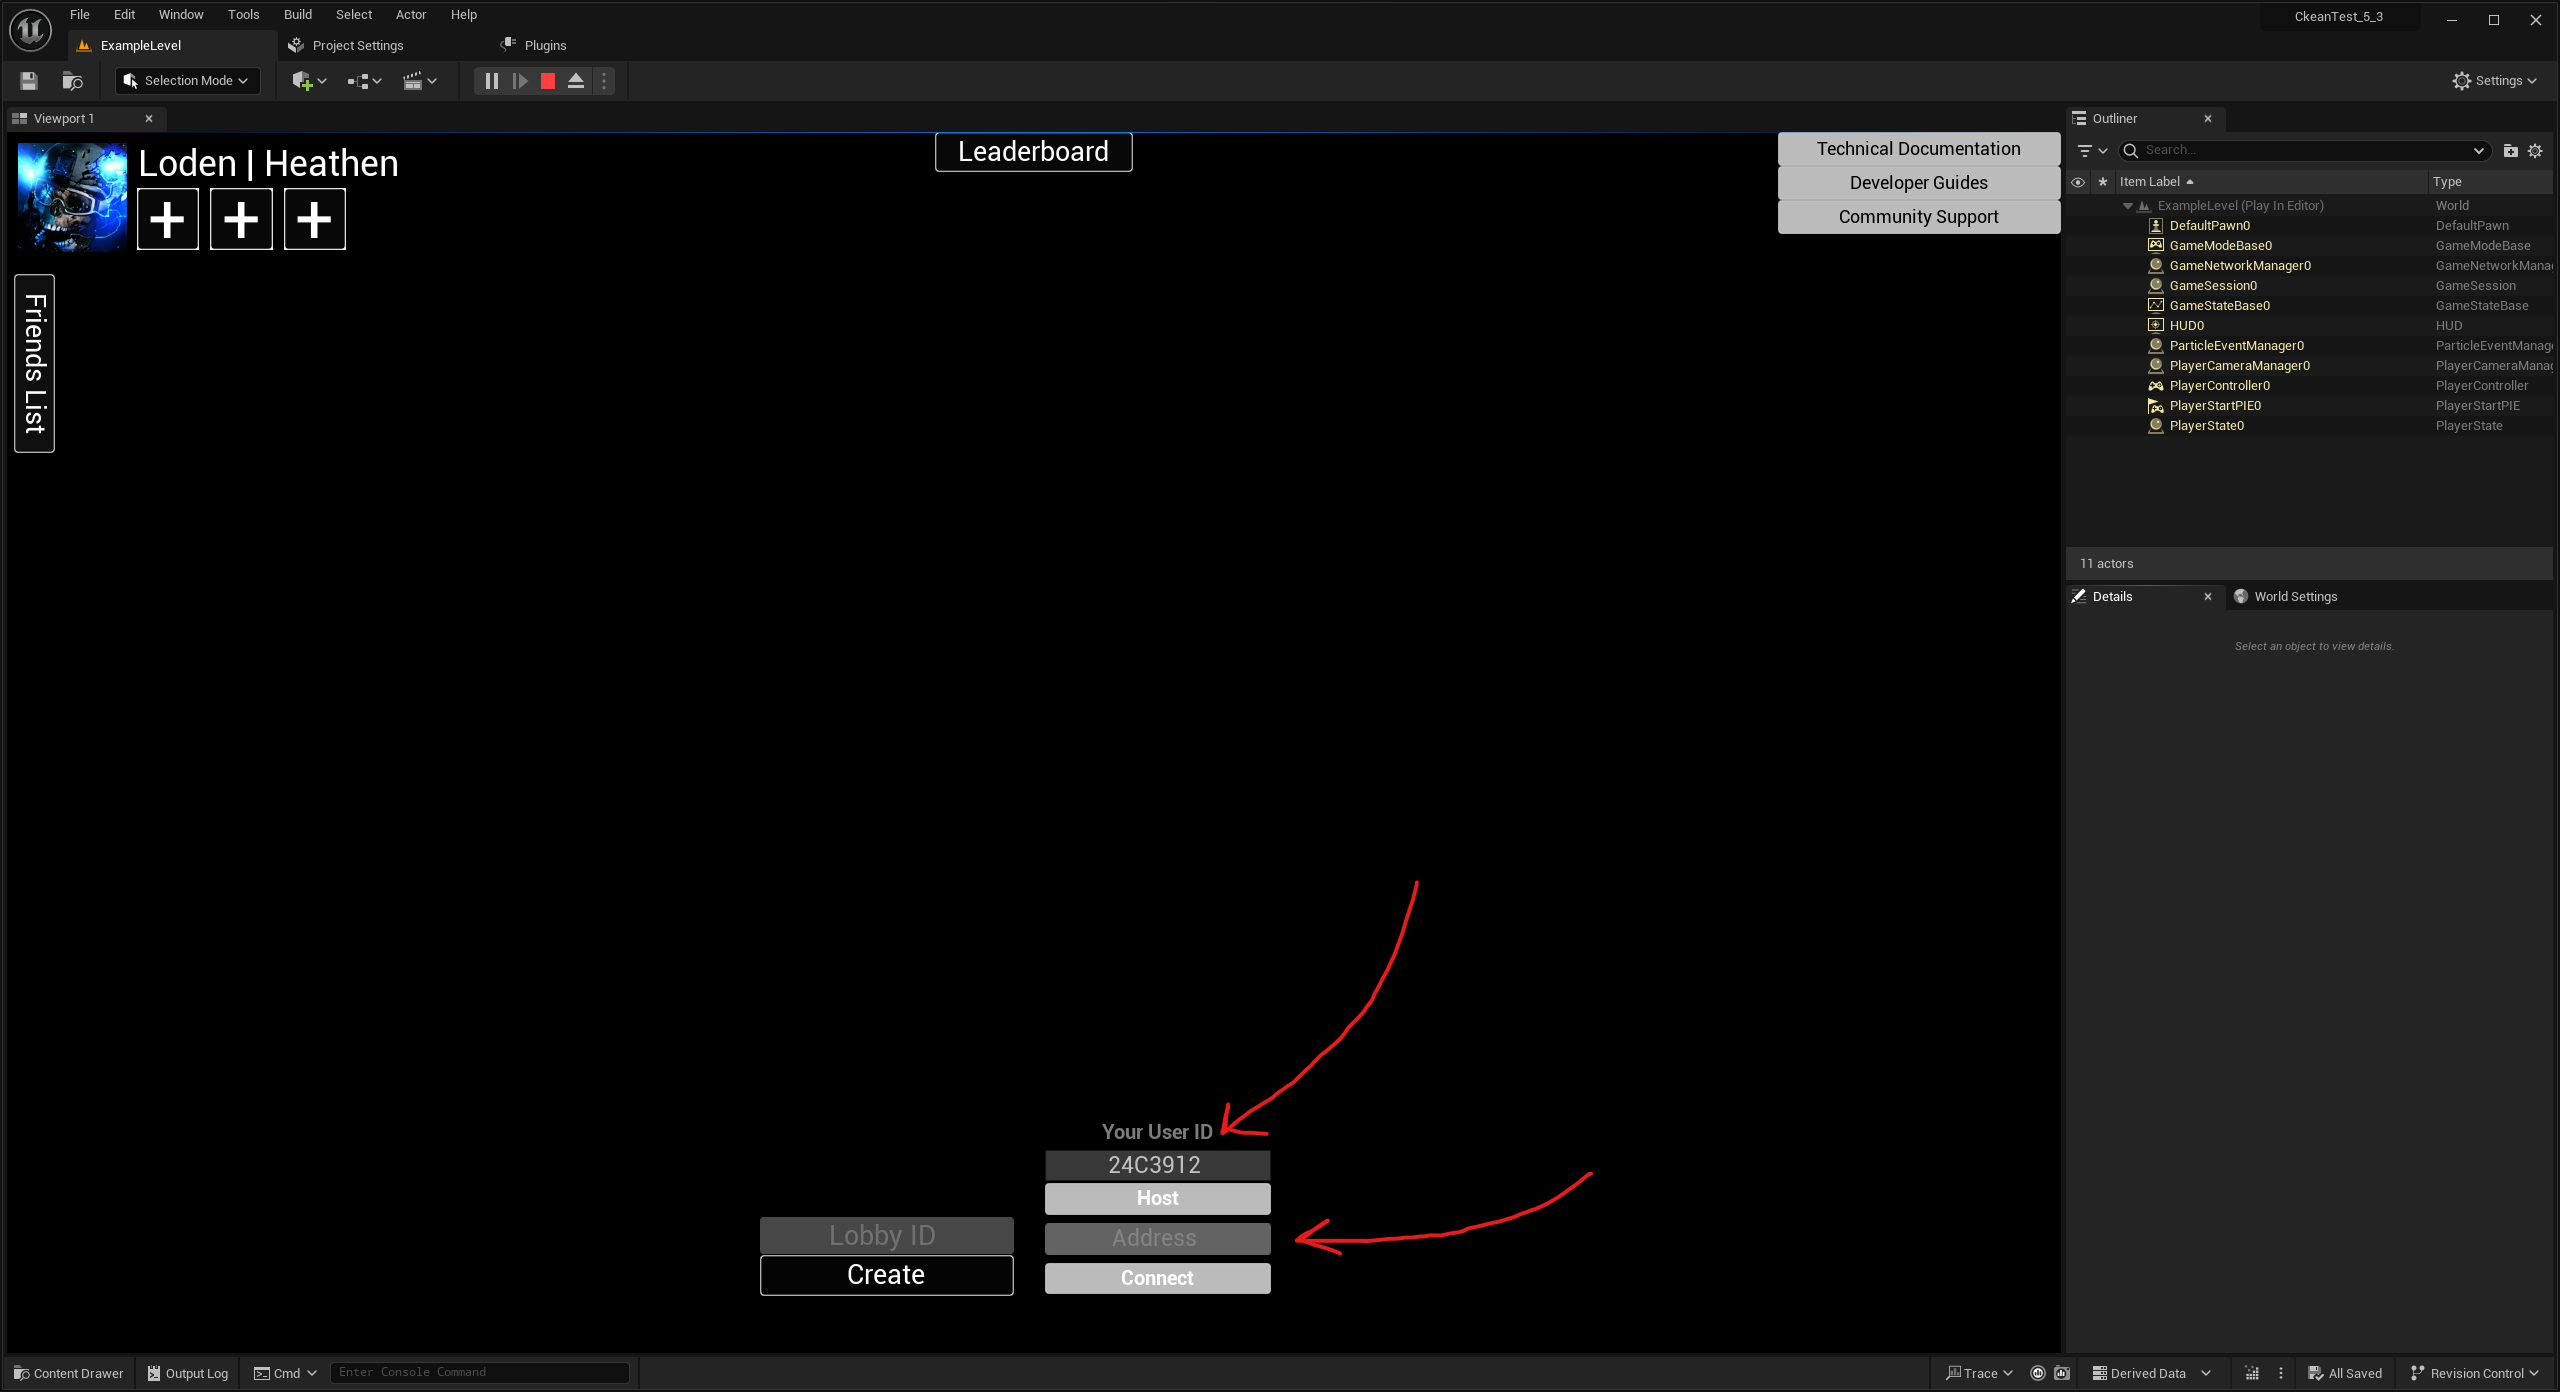 File Edit Window Tools Build Select Actor Help
CkeanTest_5_3
ExampleLevel
Project Settings
Plugins
Selection Mode
Settings
Viewport 1
Loden | Heathen
Leaderboard
Technical Documentation
Developer Guides
Community Support
Friends List
Your User ID
24C3912
Host
Lobby ID
Address
Create
Connect
Outliner
Search...
Item Label Type
ExampleLevel (Play In Editor) World
DefaultPawn0 DefaultPawn
GameModeBase0 GameModeBase
GameNetworkManager0 GameNetworkMana
GameSession0 GameSession
GameStateBase0 GameStateBase
HUD0 HUD
ParticleEventManager0 ParticleEventManage
PlayerCameraManager0 PlayerCameraManag
PlayerController0 PlayerController
PlayerStartPIE0 PlayerStartPIE
PlayerState0 PlayerState
11 actors
Details World Settings
Select an object to view details.
Content Drawer Output Log Cmd Enter Console Command
Trace Derived Data All Saved Revision Control